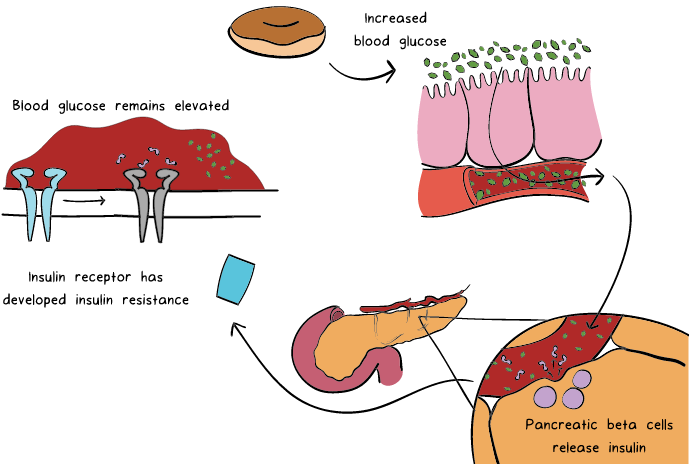 Increased
blood glucose
Blood glucose remains elevated
Insulin receptor has
developed insulin resistance
Pancreatic beta cells
release insulin